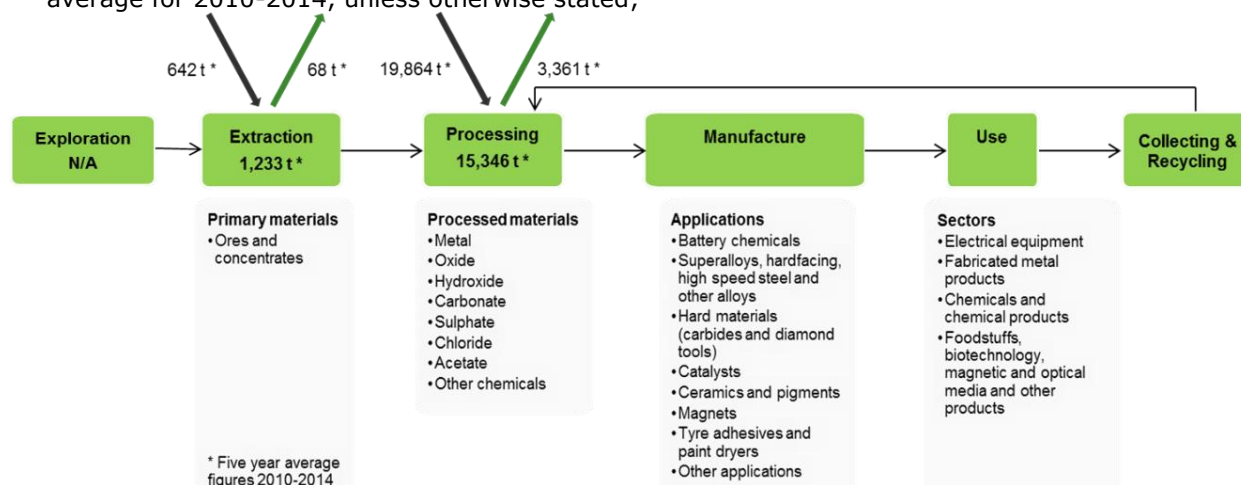 average for 2010-2014, unless otherwise stated;
642 t *
68 t *
19,864 t *
3,361 t *
Exploration
N/A
Extraction
1,233 t *
Processing
15,346 t *
Manufacture
Use
Collecting &
Recycling
Primary materials
•Ores and
concentrates
* Five year average
figures 2010-2014
Processed materials
•Metal
•Oxide
•Hydroxide
•Carbonate
•Sulphate
•Chloride
•Acetate
•Other chemicals
Applications
•Battery chemicals
•Superalloys, hardfacing,
high speed steel and
other alloys
•Hard materials
(carbides and diamond
tools)
•Catalysts
•Ceramics and pigments
•Magnets
•Tyre adhesives and
paint dryers
•Other applications
Sectors
•Electrical equipment
•Fabricated metal
products
•Chemicals and
chemical products
•Foodstuffs,
biotechnology,
magnetic and optical
media and other
products